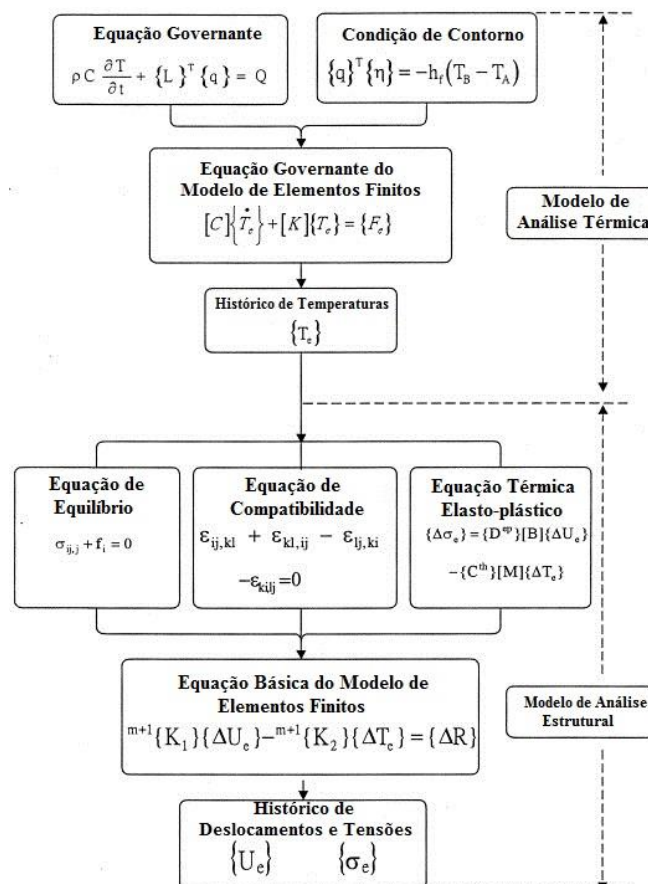 Equação Governante
ρC ∂T/∂t + {L}ᵀ{q} = Q
Condição de Contorno
{q}ᵀ{η} = −h_f(T_B − T_A)
Equação Governante do
Modelo de Elementos Finitos
[C]{Ṫ_e} + [K]{T_e} = {F_e}
Modelo de
Análise Térmica
Histórico de Temperaturas
{T_e}
Equação de
Equilíbrio
σ_ij,j + f_i = 0
Equação de
Compatibilidade
ε_ij,kl + ε_kl,ij − ε_lj,ki
−ε_ki,lj = 0
Equação Térmica
Elasto-plástico
{Δσ_e} = {D^ep}[B]{ΔU_e}
−{C^th}[M]{ΔT_e}
Equação Básica do Modelo de
Elementos Finitos
^m+1{K_1}{ΔU_e} − ^m+1{K_2}{ΔT_e} = {ΔR}
Modelo de Análise
Estrutural
Histórico de
Deslocamentos e Tensões
{U_e} {σ_e}